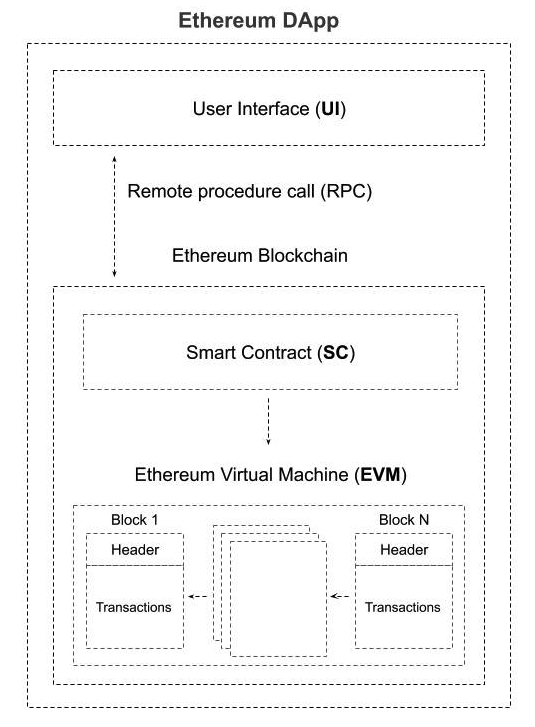 Ethereum DApp
User Interface (UI)
Remote procedure call (RPC)
Ethereum Blockchain
Smart Contract (SC)
Ethereum Virtual Machine (EVM)
Block 1
Header
Transactions
Block N
Header
Transactions